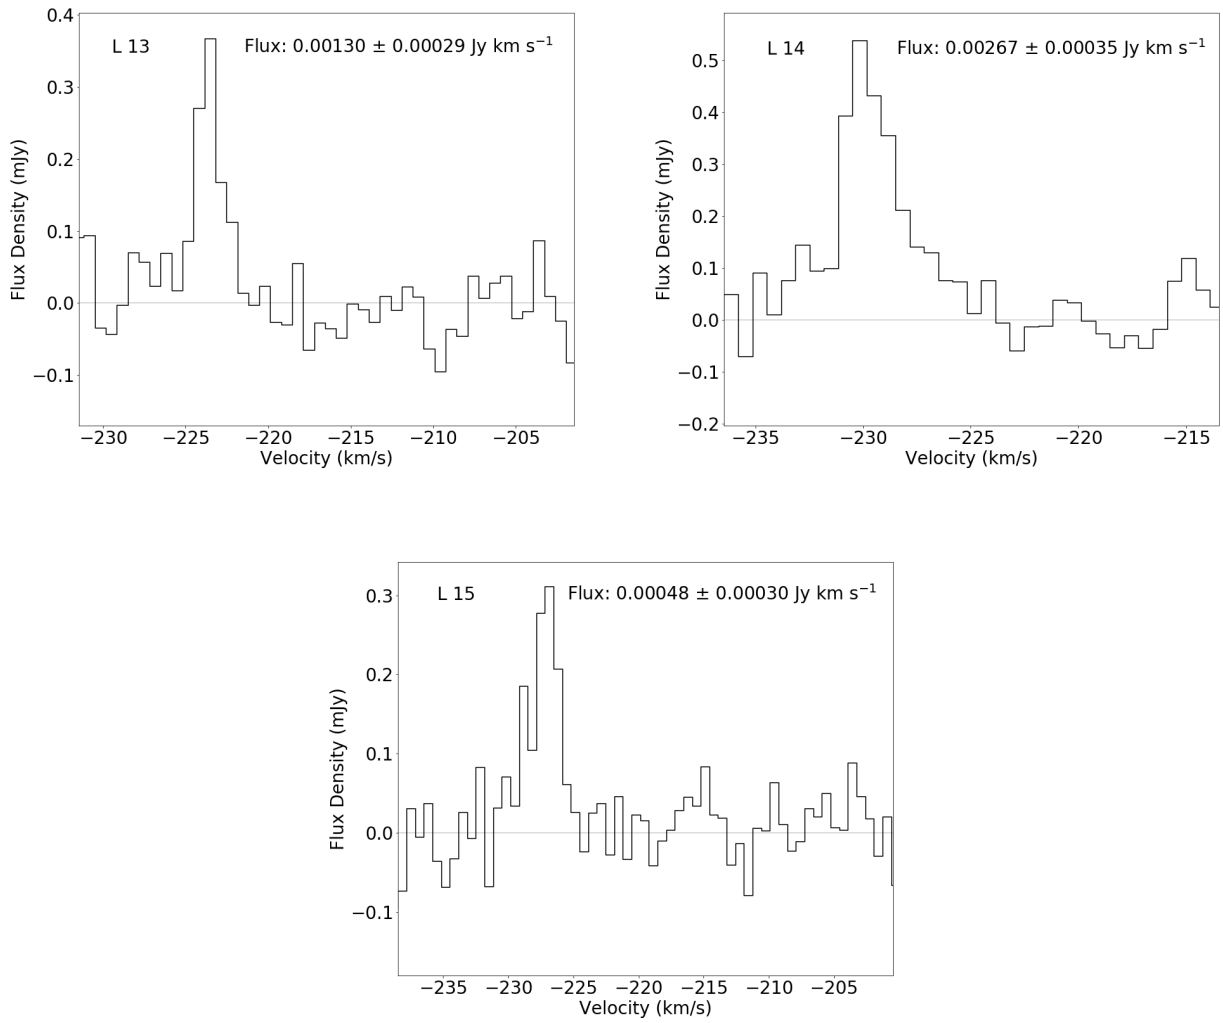 L 13
Flux: 0.00130 ± 0.00029 Jy km s⁻¹
0.4
0.3
0.2
0.1
0.0
−0.1
Flux Density (mJy)
−230 −225 −220 −215 −210 −205
Velocity (km/s)
L 14
Flux: 0.00267 ± 0.00035 Jy km s⁻¹
0.5
0.4
0.3
0.2
0.1
0.0
−0.1
−0.2
Flux Density (mJy)
−235 −230 −225 −220 −215
Velocity (km/s)
L 15
Flux: 0.00048 ± 0.00030 Jy km s⁻¹
0.3
0.2
0.1
0.0
−0.1
Flux Density (mJy)
−235 −230 −225 −220 −215 −210 −205
Velocity (km/s)